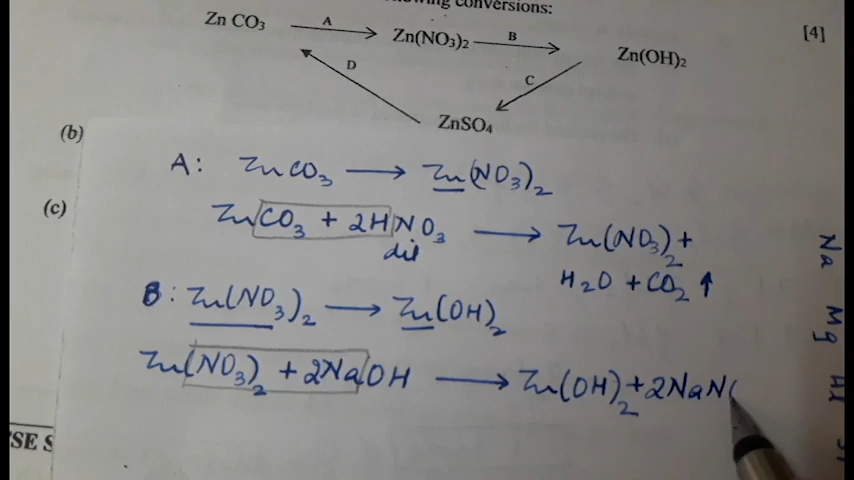 owing conversions:
Zn CO₃ A Zn(NO₃)₂ B Zn(OH)₂ [4]
D C
ZnSO₄
(b)
A: ZnCO₃ ⟶ Zn(NO₃)₂
(c)
ZnCO₃ + 2HNO₃ ⟶ Zn(NO₃)₂ +
dil
H₂O + CO₂ ↑
B: Zn(NO₃)₂ ⟶ Zn(OH)₂
Zn(NO₃)₂ + 2NaOH ⟶ Zn(OH)₂ + 2NaN(
SE S
Na
Mg